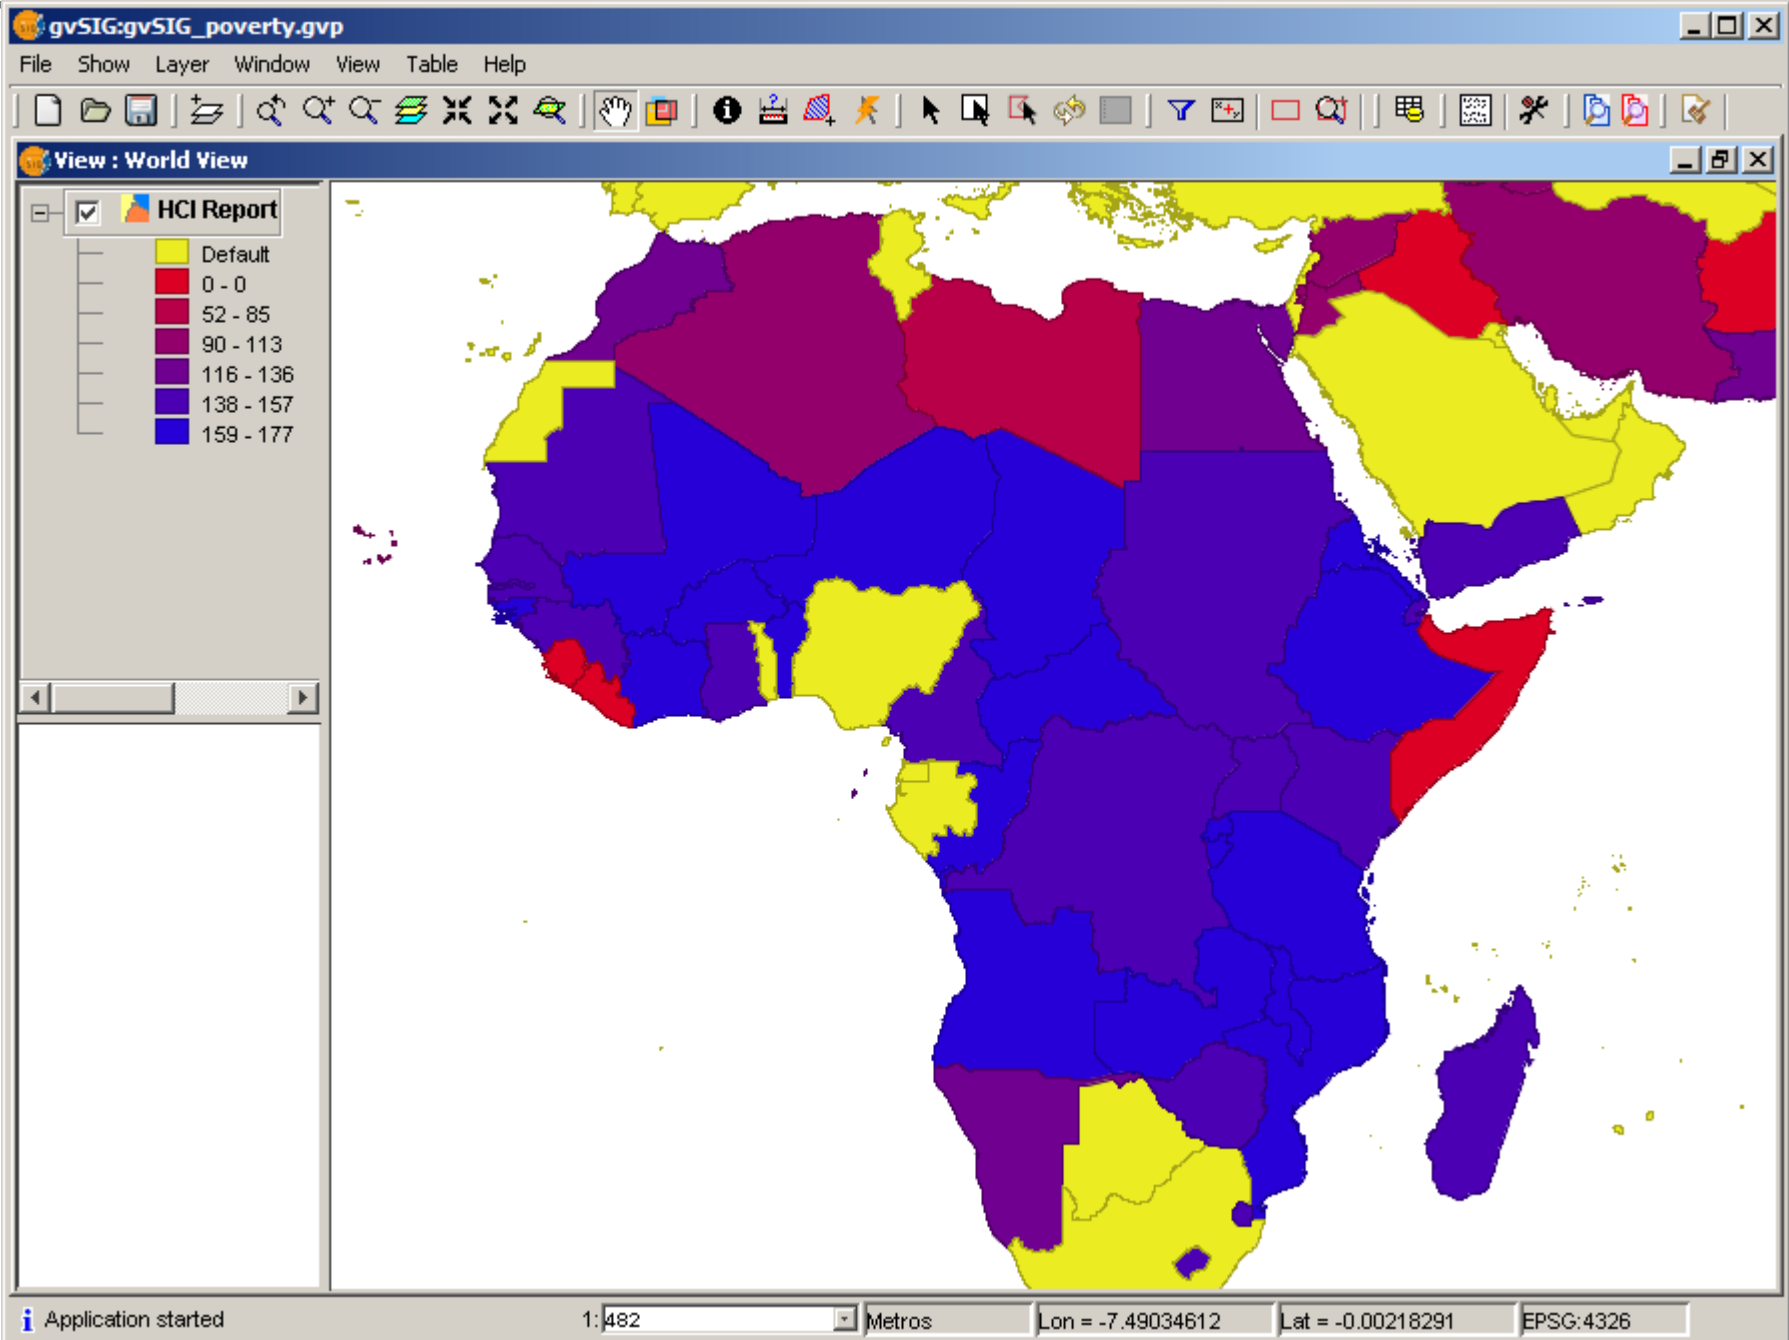 gvSIG:gvSIG_poverty.gvp
File Show Layer Window View Table Help
View : World View
HCI Report
Default
0 - 0
52 - 85
90 - 113
116 - 136
138 - 157
159 - 177
Application started
1: 482
Metros
Lon = -7.49034612
Lat = -0.00218291
EPSG:4326